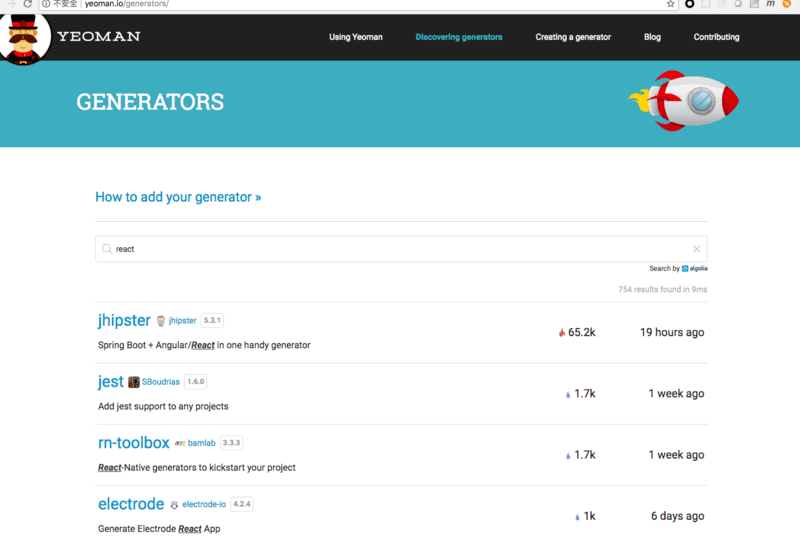 不安全 | yeoman.io/generators/
YEOMAN
Using Yeoman Discovering generators Creating a generator Blog Contributing
GENERATORS
How to add your generator »
react
Search by algolia
754 results found in 9ms
jhipster jhipster 5.3.1 65.2k 19 hours ago
Spring Boot + Angular/React in one handy generator
jest SBoudrias 1.6.0 1.7k 1 week ago
Add jest support to any projects
rn-toolbox bamlab 3.3.3 1.7k 1 week ago
React-Native generators to kickstart your project
electrode electrode-io 4.2.4 1k 6 days ago
Generate Electrode React App